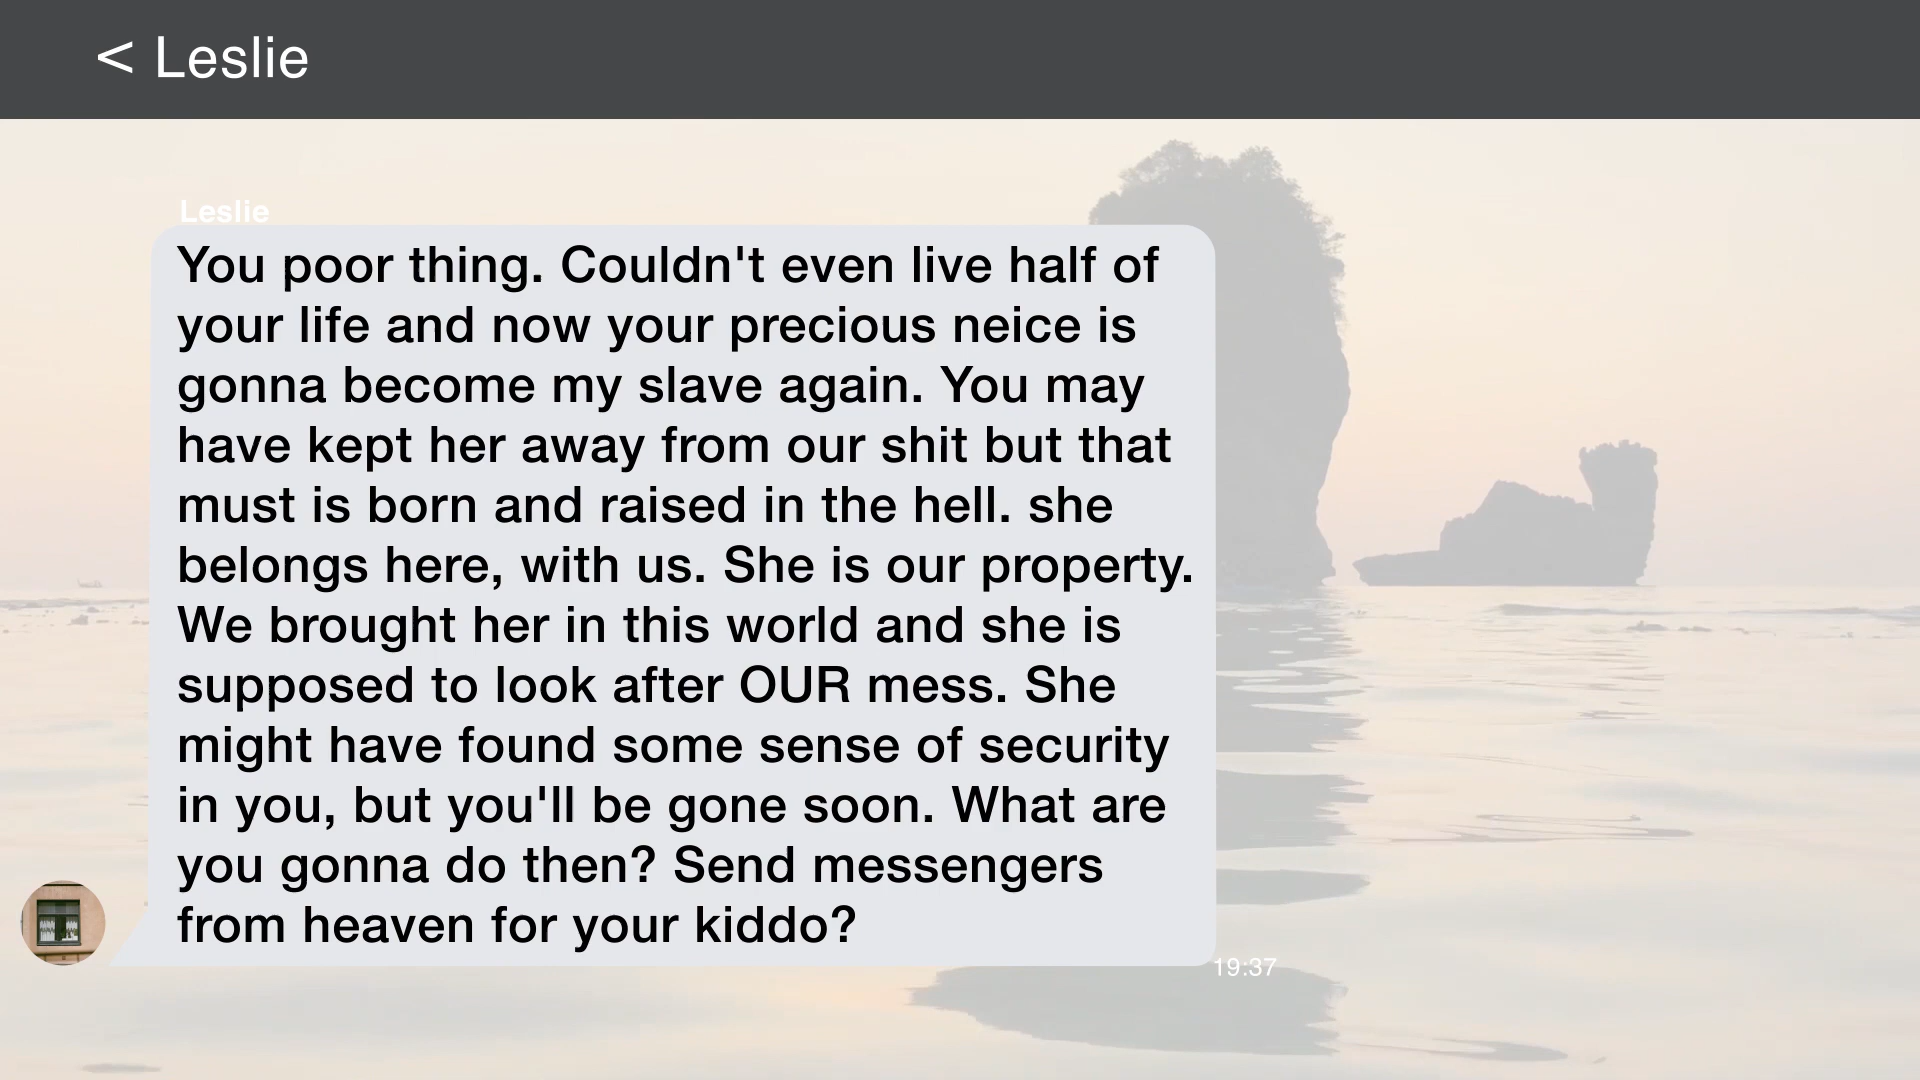 < Leslie
Leslie
You poor thing. Couldn't even live half of
your life and now your precious neice is
gonna become my slave again. You may
have kept her away from our shit but that
must is born and raised in the hell. she
belongs here, with us. She is our property.
We brought her in this world and she is
supposed to look after OUR mess. She
might have found some sense of security
in you, but you'll be gone soon. What are
you gonna do then? Send messengers
from heaven for your kiddo?
19:37